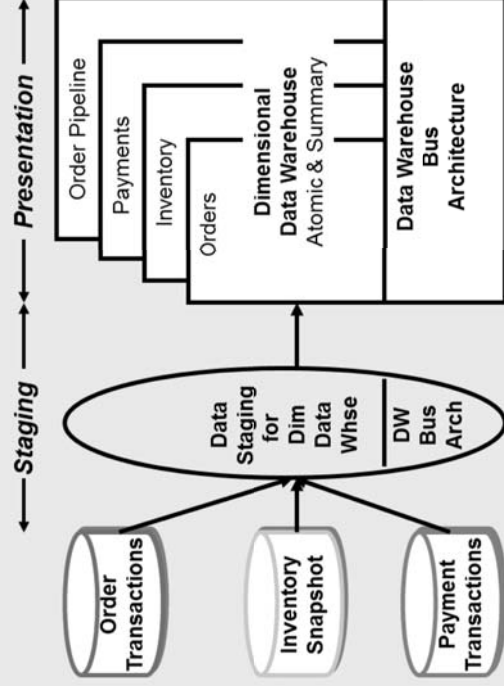 Staging
Presentation
Order
Transactions
Inventory
Snapshot
Payment
Transactions
Data
Staging
for
Dim
Data
Whse
DW
Bus
Arch
Order Pipeline
Payments
Inventory
Orders
Dimensional
Data Warehouse
Atomic & Summary
Data Warehouse
Bus
Architecture